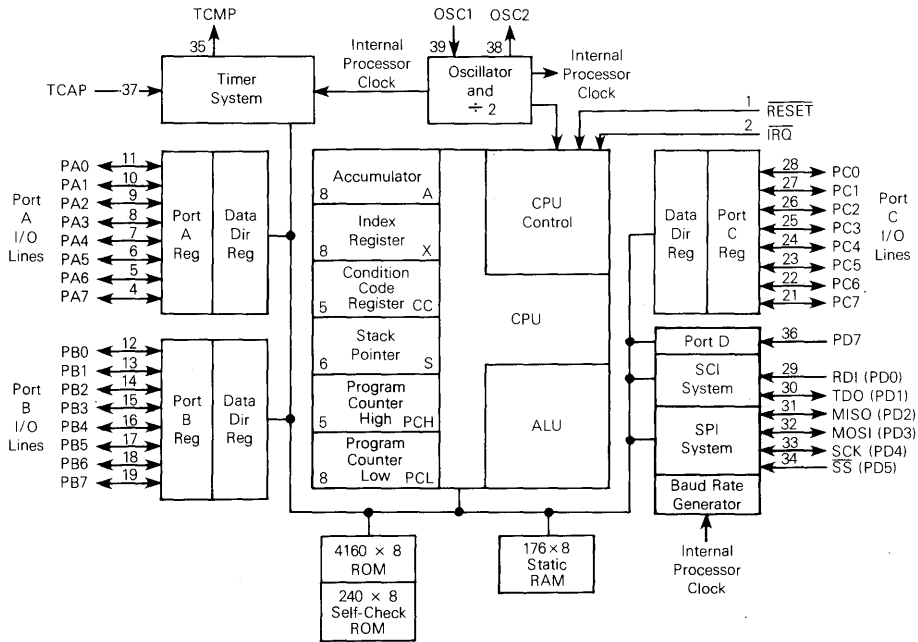 TCMP
OSC1
OSC2
35
39
38
TCAP
37
Timer
System
Internal
Processor
Clock
Oscillator
and
÷ 2
Internal
Processor
Clock
1
RESET
2
IRQ
Port
A
I/O
Lines
PA0 11
PA1 10
PA2 9
PA3 8
PA4 7
PA5 6
PA6 5
PA7 4
Port
A
Reg
Data
Dir
Reg
Accumulator
8 A
Index
Register
8 X
Condition
Code
Register
5 CC
Stack
Pointer
6 S
Program
Counter
High
5 PCH
Program
Counter
Low
8 PCL
CPU
Control
CPU
ALU
Data
Dir
Reg
Port
C
Reg
28 PC0
27 PC1
26 PC2
25 PC3
24 PC4
23 PC5
22 PC6
21 PC7
Port
C
I/O
Lines
Port
B
I/O
Lines
PB0 12
PB1 13
PB2 14
PB3 15
PB4 16
PB5 17
PB6 18
PB7 19
Port
B
Reg
Data
Dir
Reg
Port D
SCI
System
SPI
System
Baud Rate
Generator
36 PD7
29 RDI (PD0)
30 TDO (PD1)
31 MISO (PD2)
32 MOSI (PD3)
33 SCK (PD4)
34 SS (PD5)
Internal
Processor
Clock
4160 × 8
ROM
240 × 8
Self-Check
ROM
176×8
Static
RAM